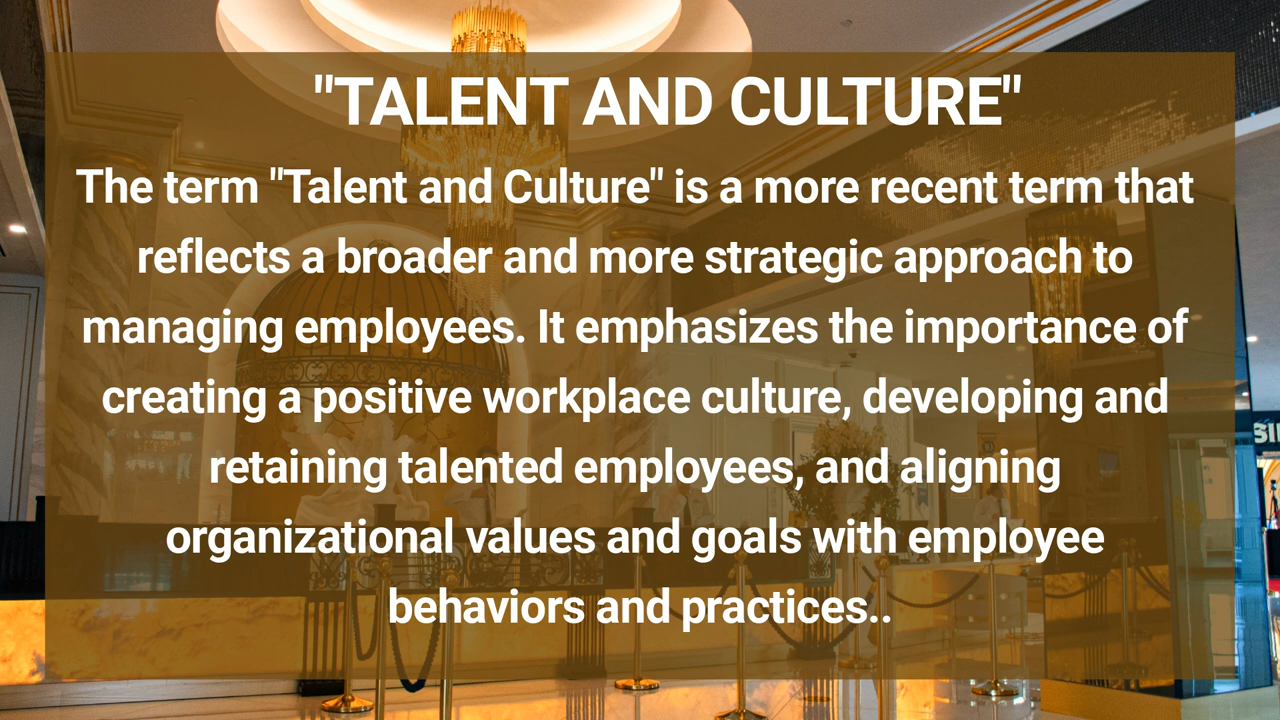 "TALENT AND CULTURE"
The term "Talent and Culture" is a more recent term that
reflects a broader and more strategic approach to
managing employees. It emphasizes the importance of
creating a positive workplace culture, developing and
retaining talented employees, and aligning
organizational values and goals with employee
behaviors and practices..